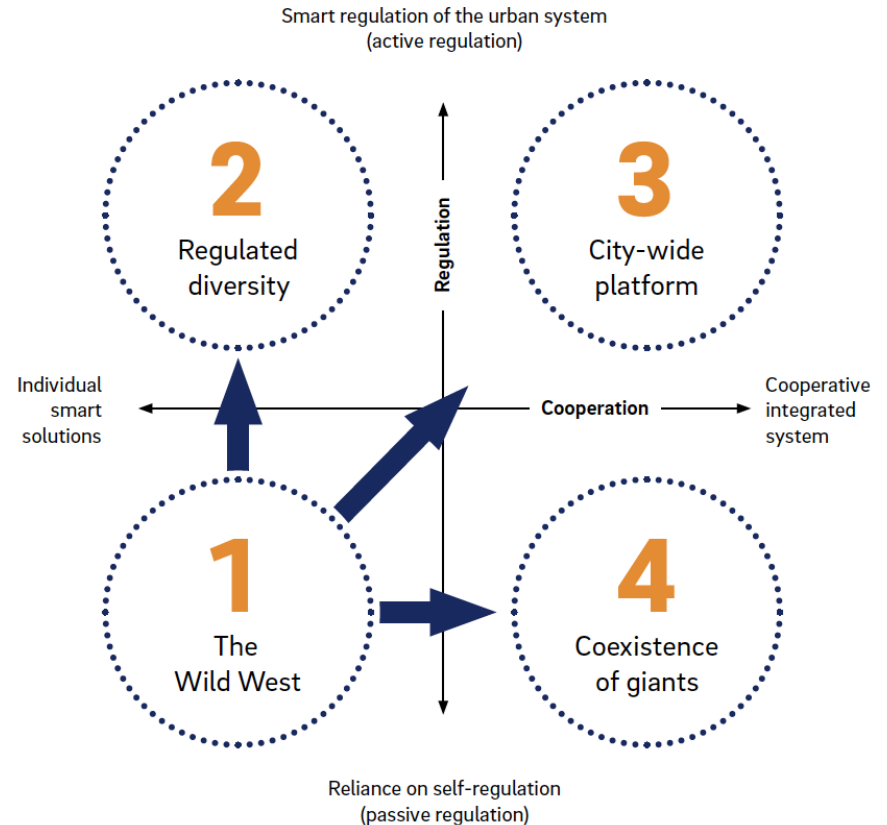 Smart regulation of the urban system
(active regulation)
2
Regulated
diversity
Regulation
3
City-wide
platform
Individual
smart
solutions
Cooperation
Cooperative
integrated
system
1
The
Wild West
4
Coexistence
of giants
Reliance on self-regulation
(passive regulation)